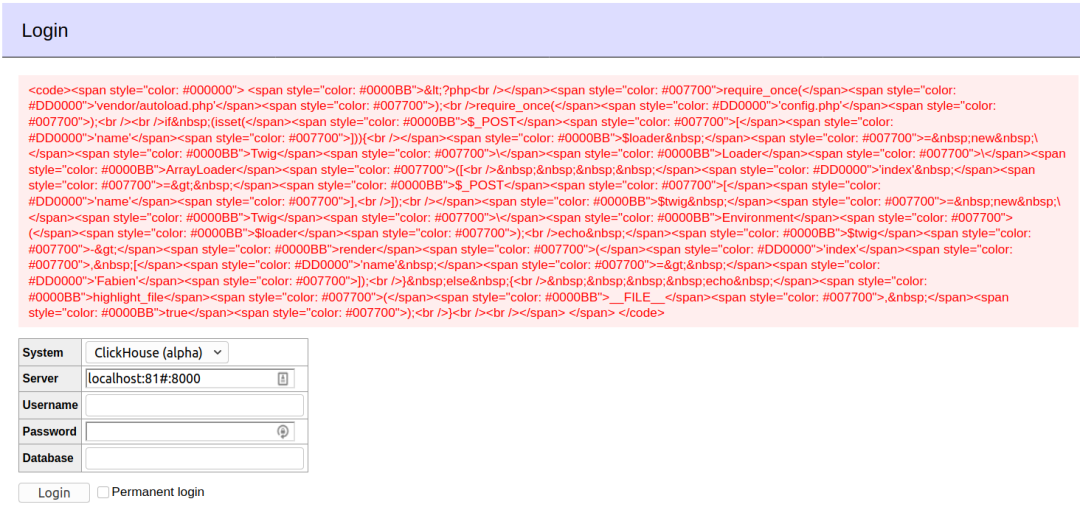 Login
<code><span style="color: #000000"> <span style="color: #0000BB">&lt;?php<br /></span><span style="color: #007700">require_once(</span><span style="color:
#DD0000">'vendor/autoload.php'</span><span style="color: #007700">);<br />require_once(</span><span style="color: #DD0000">'config.php'</span><span style="color:
#007700">);<br /><br />if&nbsp;(isset(</span><span style="color: #0000BB">$_POST</span><span style="color: #007700">[</span><span style="color:
#DD0000">'name'</span><span style="color: #007700">])){<br /></span><span style="color: #0000BB">$loader&nbsp;</span><span style="color: #007700">=&nbsp;new&nbsp;\
</span><span style="color: #0000BB">Twig</span><span style="color: #007700">\</span><span style="color: #0000BB">Loader</span><span style="color: #007700">\</span><span
style="color: #0000BB">ArrayLoader</span><span style="color: #007700">([<br />&nbsp;&nbsp;&nbsp;&nbsp;</span><span style="color: #DD0000">'index'&nbsp;</span><span
style="color: #007700">=&gt;&nbsp;</span><span style="color: #0000BB">$_POST</span><span style="color: #007700">[</span><span style="color:
#DD0000">'name'</span><span style="color: #007700">],<br />]);<br /></span><span style="color: #0000BB">$twig&nbsp;</span><span style="color: #007700">=&nbsp;new&nbsp;\
</span><span style="color: #0000BB">Twig</span><span style="color: #007700">\</span><span style="color: #0000BB">Environment</span><span style="color: #007700">
(</span><span style="color: #0000BB">$loader</span><span style="color: #007700">);<br />echo&nbsp;</span><span style="color: #0000BB">$twig</span><span style="color:
#007700">-&gt;</span><span style="color: #0000BB">render</span><span style="color: #007700">(</span><span style="color: #DD0000">'index'</span><span style="color:
#007700">,&nbsp;[</span><span style="color: #DD0000">'name'&nbsp;</span><span style="color: #007700">=&gt;&nbsp;</span><span style="color:
#DD0000">'Fabien'</span><span style="color: #007700">]);<br />}&nbsp;else&nbsp;{<br />&nbsp;&nbsp;&nbsp;&nbsp;echo&nbsp;</span><span style="color:
#0000BB">highlight_file</span><span style="color: #007700">(</span><span style="color: #0000BB">__FILE__</span><span style="color: #007700">,&nbsp;</span><span
style="color: #0000BB">true</span><span style="color: #007700">);<br />}<br /><br /></span> </span> </code>
System ClickHouse (alpha)
Server localhost:81#:8000
Username
Password
Database
Login Permanent login